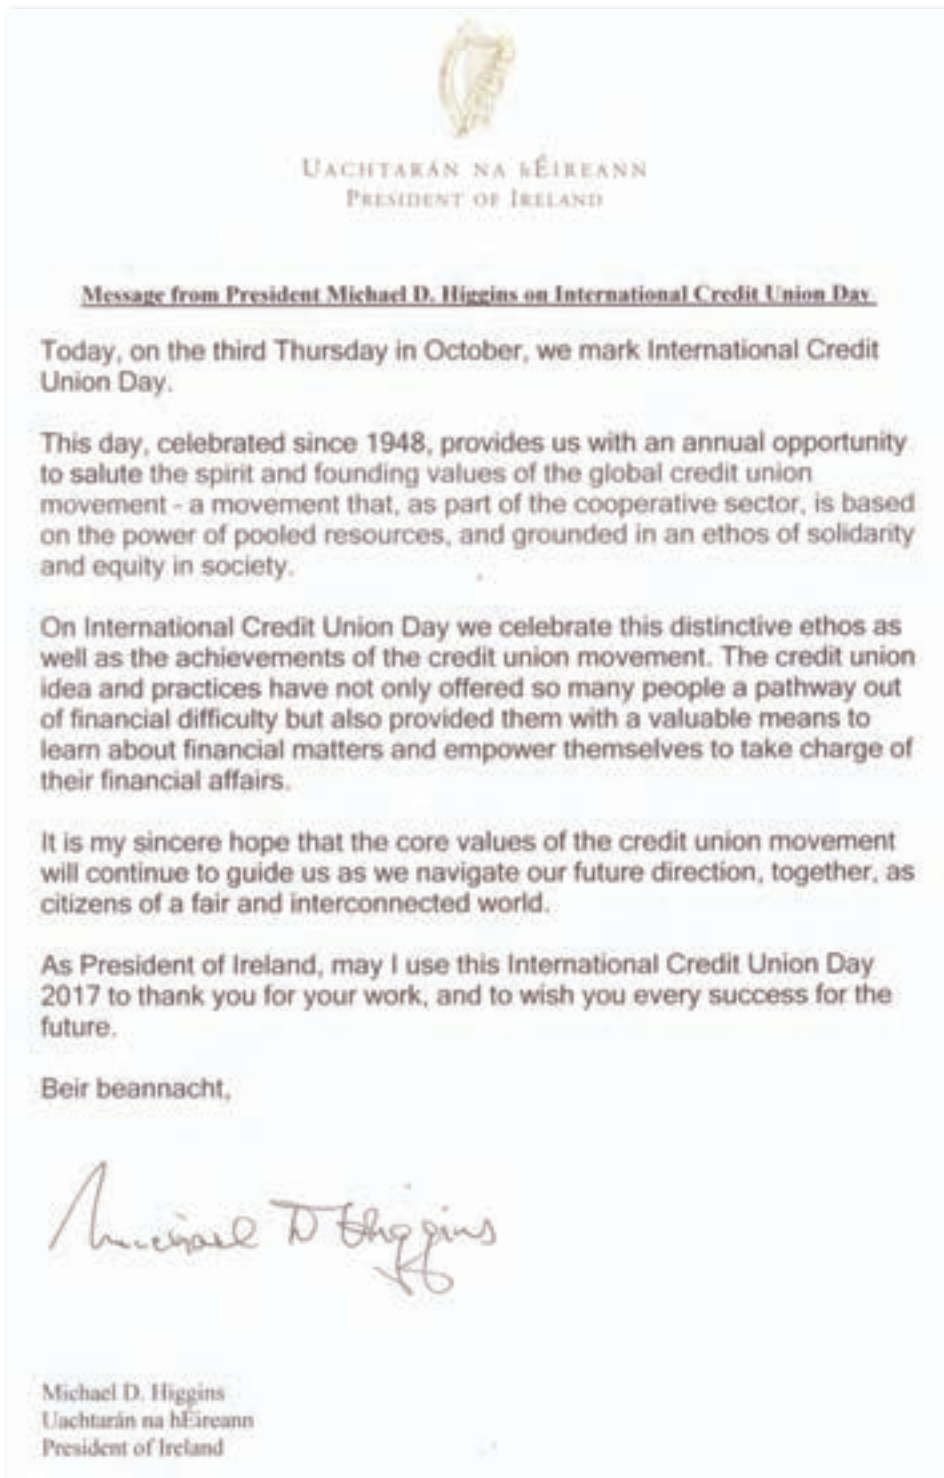 UACHTARÁN NA hÉIREANN
PRESIDENT OF IRELAND
Message from President Michael D. Higgins on International Credit Union Day
Today, on the third Thursday in October, we mark International Credit
Union Day.
This day, celebrated since 1948, provides us with an annual opportunity
to salute the spirit and founding values of the global credit union
movement - a movement that, as part of the cooperative sector, is based
on the power of pooled resources, and grounded in an ethos of solidarity
and equity in society.
On International Credit Union Day we celebrate this distinctive ethos as
well as the achievements of the credit union movement. The credit union
idea and practices have not only offered so many people a pathway out
of financial difficulty but also provided them with a valuable means to
learn about financial matters and empower themselves to take charge of
their financial affairs.
It is my sincere hope that the core values of the credit union movement
will continue to guide us as we navigate our future direction, together, as
citizens of a fair and interconnected world.
As President of Ireland, may I use this International Credit Union Day
2017 to thank you for your work, and to wish you every success for the
future.
Beir beannacht,
Michael D Higgins
Michael D. Higgins
Uachtarán na hÉireann
President of Ireland